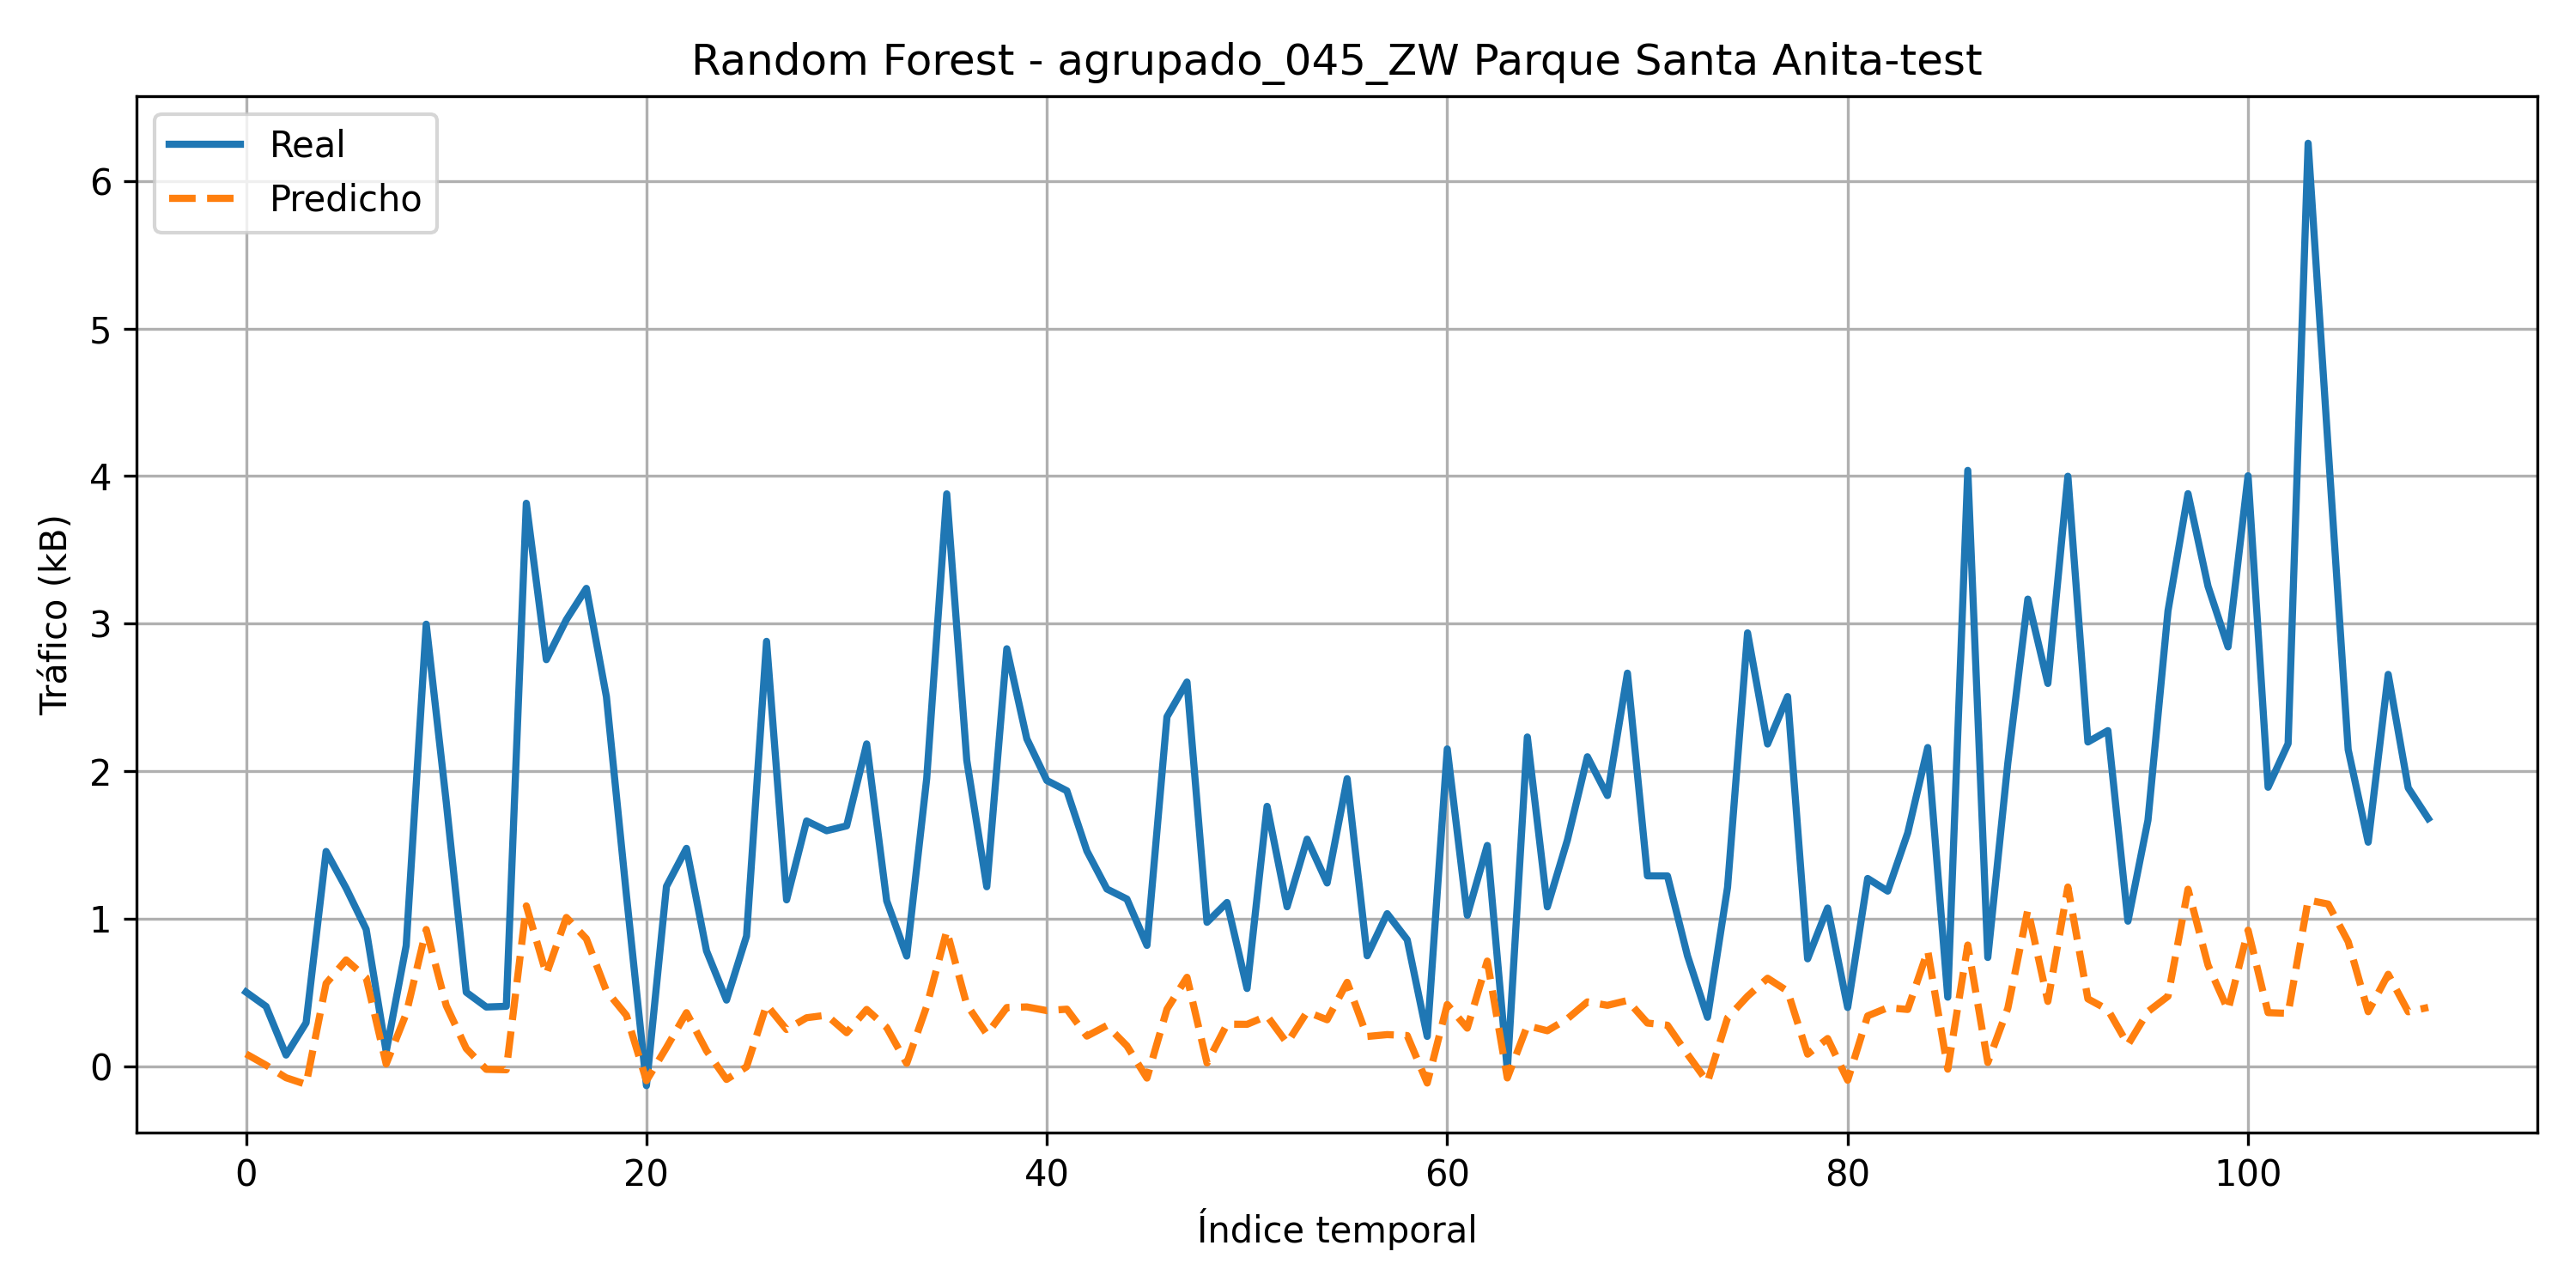 Random Forest - agrupado_045_ZW Parque Santa Anita-test
Real
Predicho
Tráfico (kB)
6
5
4
3
2
1
0
0 20 40 60 80 100
Índice temporal